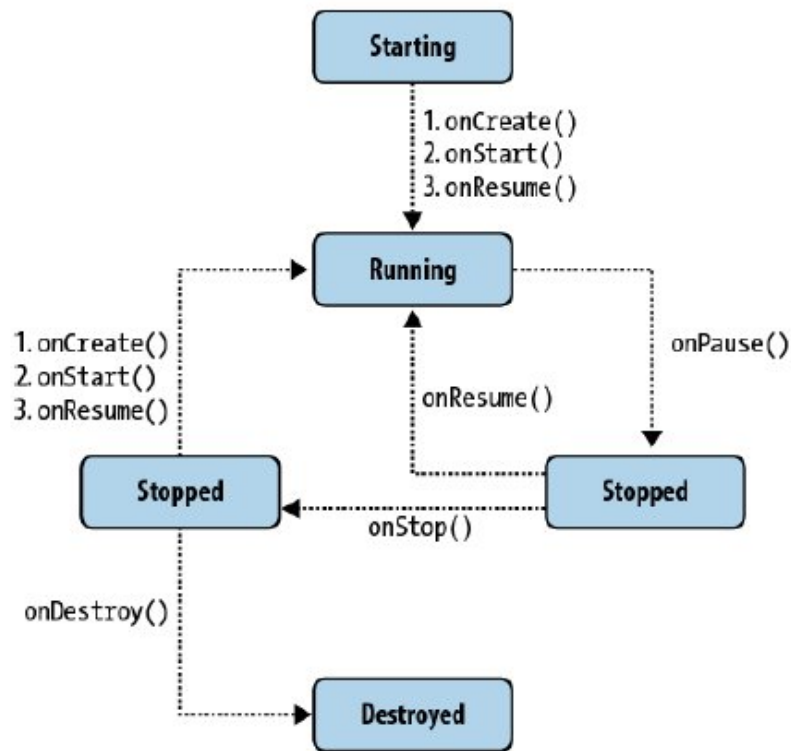 Starting
1. onCreate()
2. onStart()
3. onResume()
Running
1. onCreate()
2. onStart()
3. onResume()
onPause()
onResume()
Stopped
Stopped
onStop()
onDestroy()
Destroyed